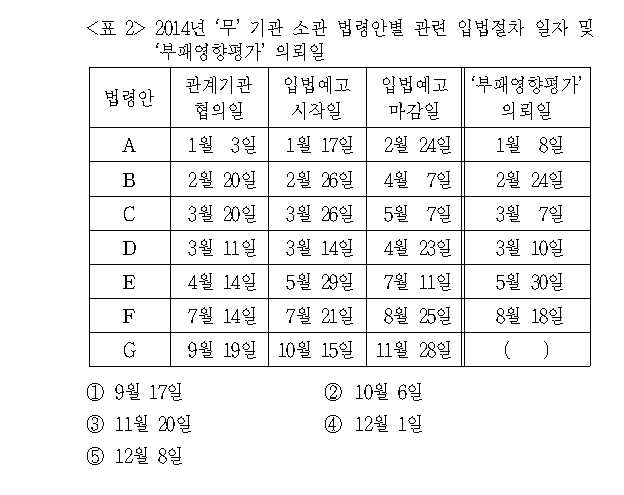 <표 2> 2014년 ‘무’ 기관 소관 법령안별 관련 입법절차 일자 및
‘부패영향평가’ 의뢰일
법령안 관계기관 협의일 입법예고 시작일 입법예고 마감일 ‘부패영향평가’ 의뢰일
A 1월 3일 1월 17일 2월 24일 1월 8일
B 2월 20일 2월 26일 4월 7일 2월 24일
C 3월 20일 3월 26일 5월 7일 3월 7일
D 3월 11일 3월 14일 4월 23일 3월 10일
E 4월 14일 5월 29일 7월 11일 5월 30일
F 7월 14일 7월 21일 8월 25일 8월 18일
G 9월 19일 10월 15일 11월 28일 ( )
① 9월 17일 ② 10월 6일
③ 11월 20일 ④ 12월 1일
⑤ 12월 8일